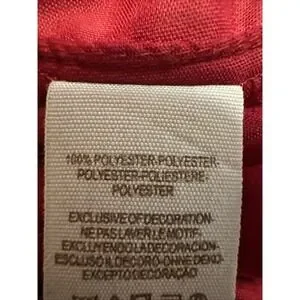 100% POLYESTER-POLYESTER-
POLYESTER-POLIESTERE-
POLYESTER
EXCLUSIVE OF DECORATION-
NE PAS LAVER LE MOTIF-
EXCLUYENDO LA DECORACION-
ESCLUSO IL DECORO-OHNE DEKO-
EXCEPTO DECORAÇÃO